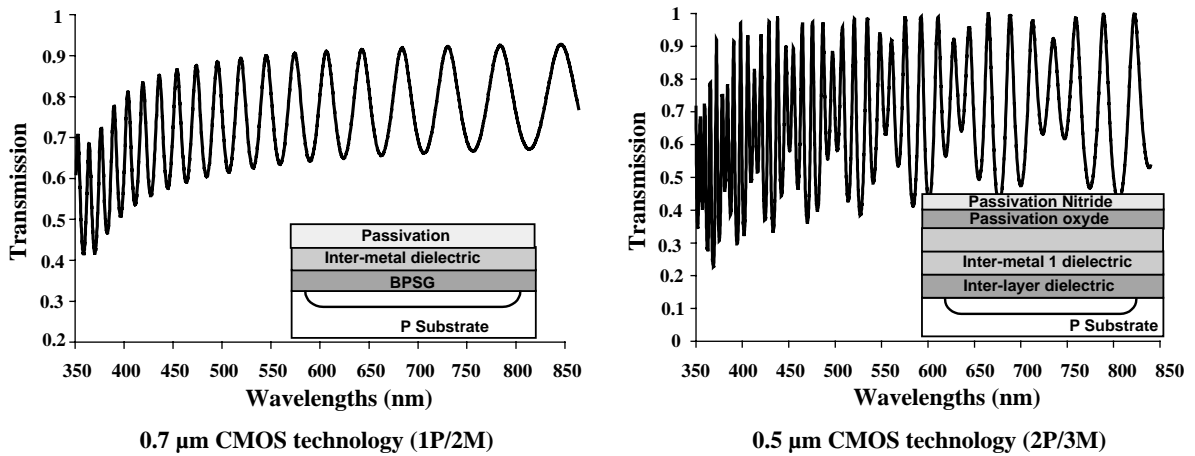 1
0.9
0.8
0.7
0.6
0.5
0.4
0.3
0.2
Transmission
350 400 450 500 550 600 650 700 750 800 850
Wavelengths (nm)
Passivation
Inter-metal dielectric
BPSG
P Substrate
0.7 μm CMOS technology (1P/2M)
1
0.9
0.8
0.7
0.6
0.5
0.4
0.3
0.2
0.1
0
Transmission
350 400 450 500 550 600 650 700 750 800 850
Wavelengths (nm)
Passivation Nitride
Passivation oxyde
Inter-metal 1 dielectric
Inter-layer dielectric
P Substrate
0.5 μm CMOS technology (2P/3M)